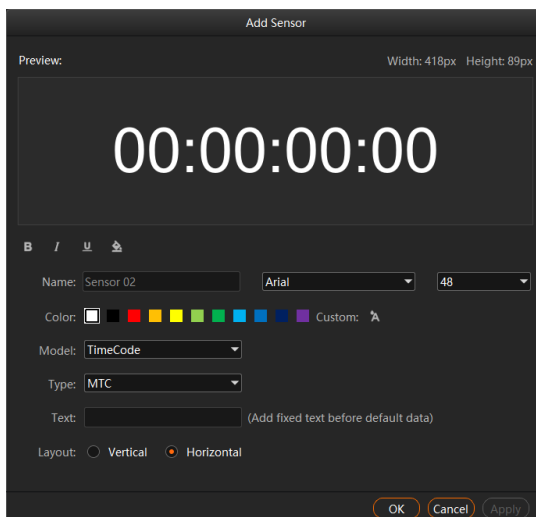 Add Sensor
Preview: Width: 418px Height: 89px
00:00:00:00
B I U
Name: Sensor 02 Arial 48
Color: Custom: A
Model: TimeCode
Type: MTC
Text: (Add fixed text before default data)
Layout: Vertical Horizontal
OK Cancel Apply